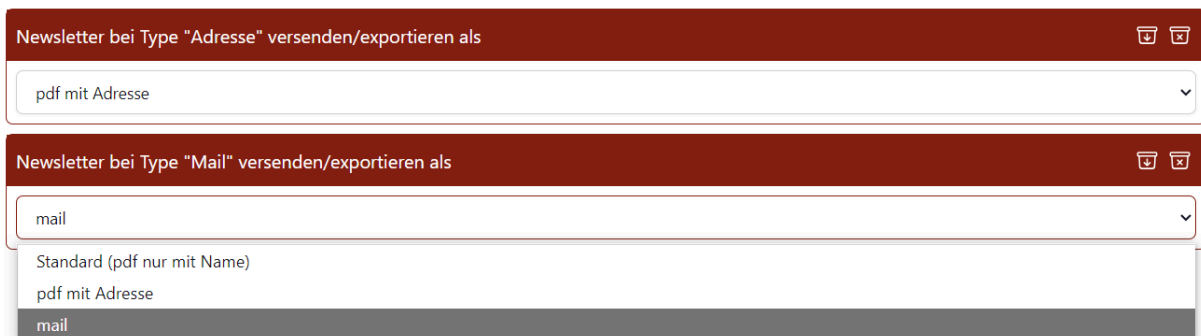 Newsletter bei Type "Adresse" versenden/exportieren als
pdf mit Adresse
Newsletter bei Type "Mail" versenden/exportieren als
mail
Standard (pdf nur mit Name)
pdf mit Adresse
mail